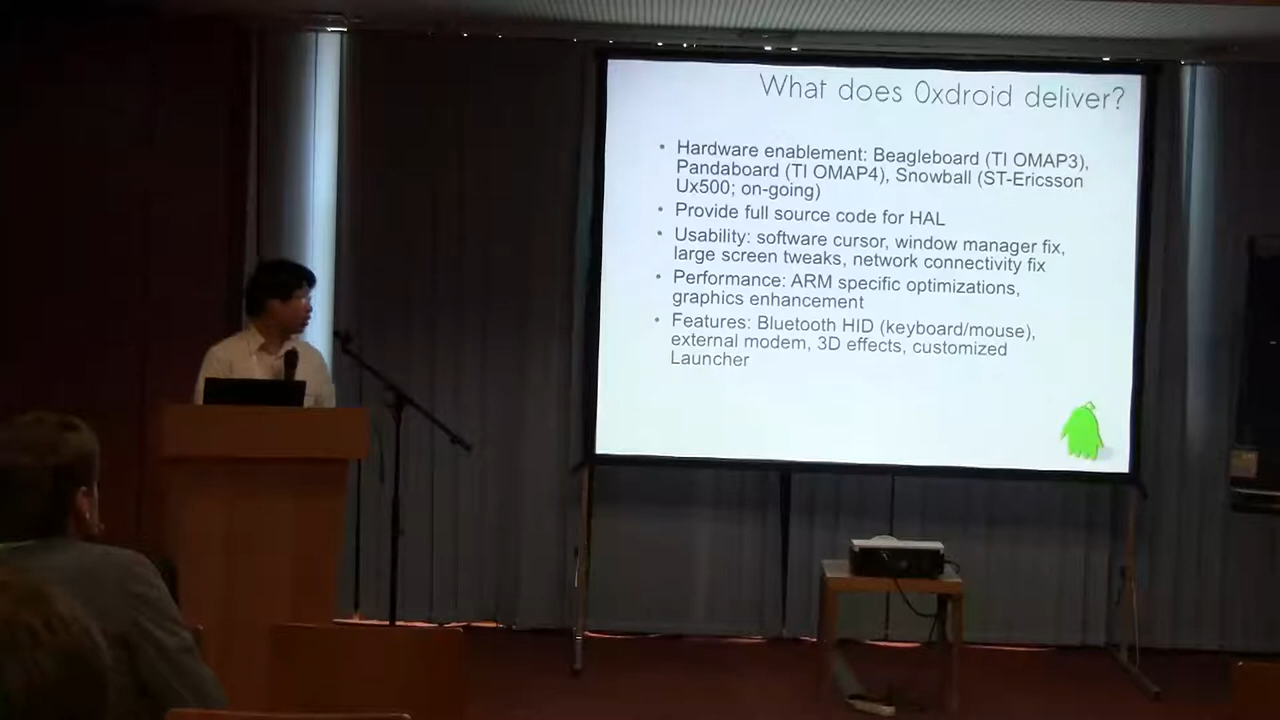 What does 0xdroid deliver?
• Hardware enablement: Beagleboard (TI OMAP3),
Pandaboard (TI OMAP4), Snowball (ST-Ericsson
Ux500; on-going)
• Provide full source code for HAL
• Usability: software cursor, window manager fix,
large screen tweaks, network connectivity fix
• Performance: ARM specific optimizations,
graphics enhancement
• Features: Bluetooth HID (keyboard/mouse),
external modem, 3D effects, customized
Launcher